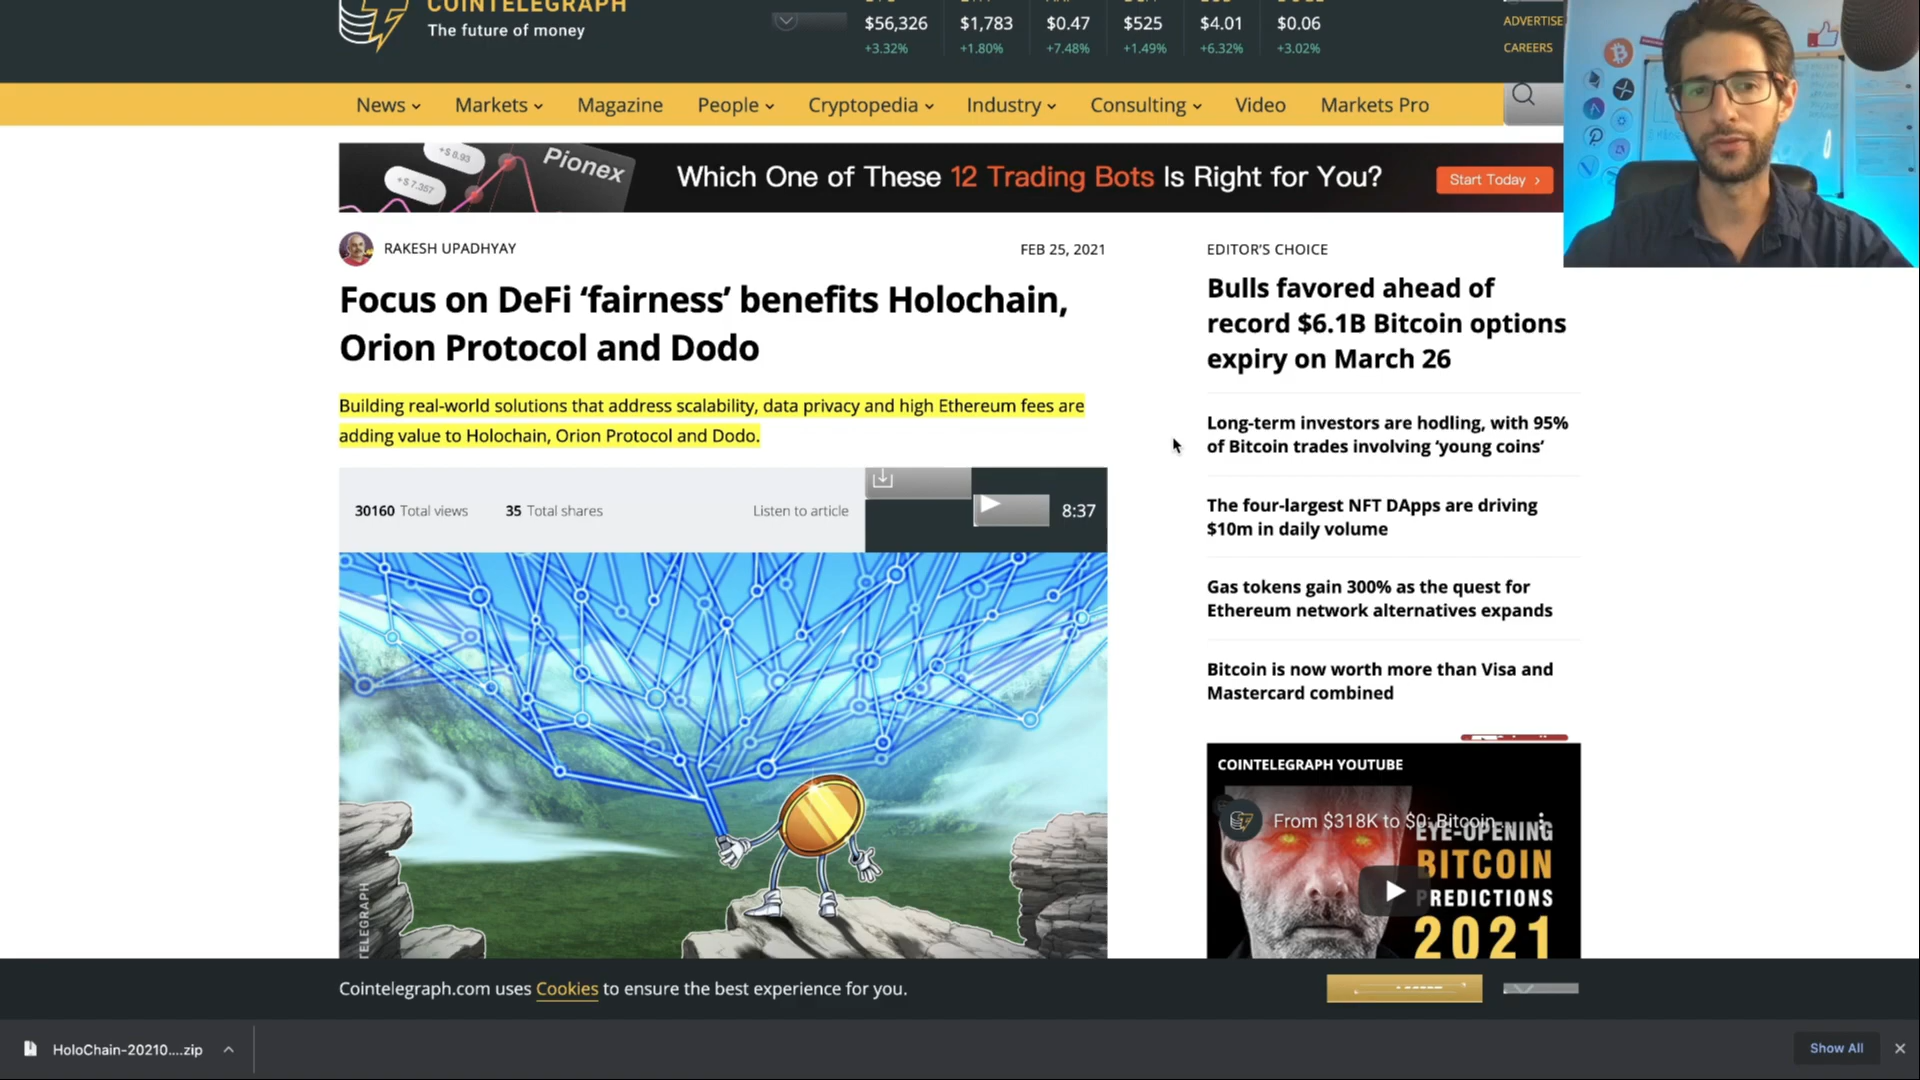 COINTELEGRAPH
The future of money
$56,326 $1,783 $0.47 $525 $4.01 $0.06
+3.32% +1.80% +7.48% +1.49% +6.32% +3.02%
ADVERTISE
CAREERS
News Markets Magazine People Cryptopedia Industry Consulting Video Markets Pro
+$ 8.93
+$ 7.357
Pionex
Which One of These 12 Trading Bots Is Right for You?
Start Today ›
RAKESH UPADHYAY
FEB 25, 2021
Focus on DeFi ‘fairness’ benefits Holochain,
Orion Protocol and Dodo
Building real-world solutions that address scalability, data privacy and high Ethereum fees are
adding value to Holochain, Orion Protocol and Dodo.
30160 Total views 35 Total shares Listen to article 8:37
TELEGRAPH
EDITOR’S CHOICE
Bulls favored ahead of
record $6.1B Bitcoin options
expiry on March 26
Long-term investors are hodling, with 95%
of Bitcoin trades involving ‘young coins’
The four-largest NFT DApps are driving
$10m in daily volume
Gas tokens gain 300% as the quest for
Ethereum network alternatives expands
Bitcoin is now worth more than Visa and
Mastercard combined
COINTELEGRAPH YOUTUBE
From $318K to $0: Bitcoin...
EYE-OPENING
BITCOIN
PREDICTIONS
2021
Cointelegraph.com uses Cookies to ensure the best experience for you.
HoloChain-20210....zip
Show All